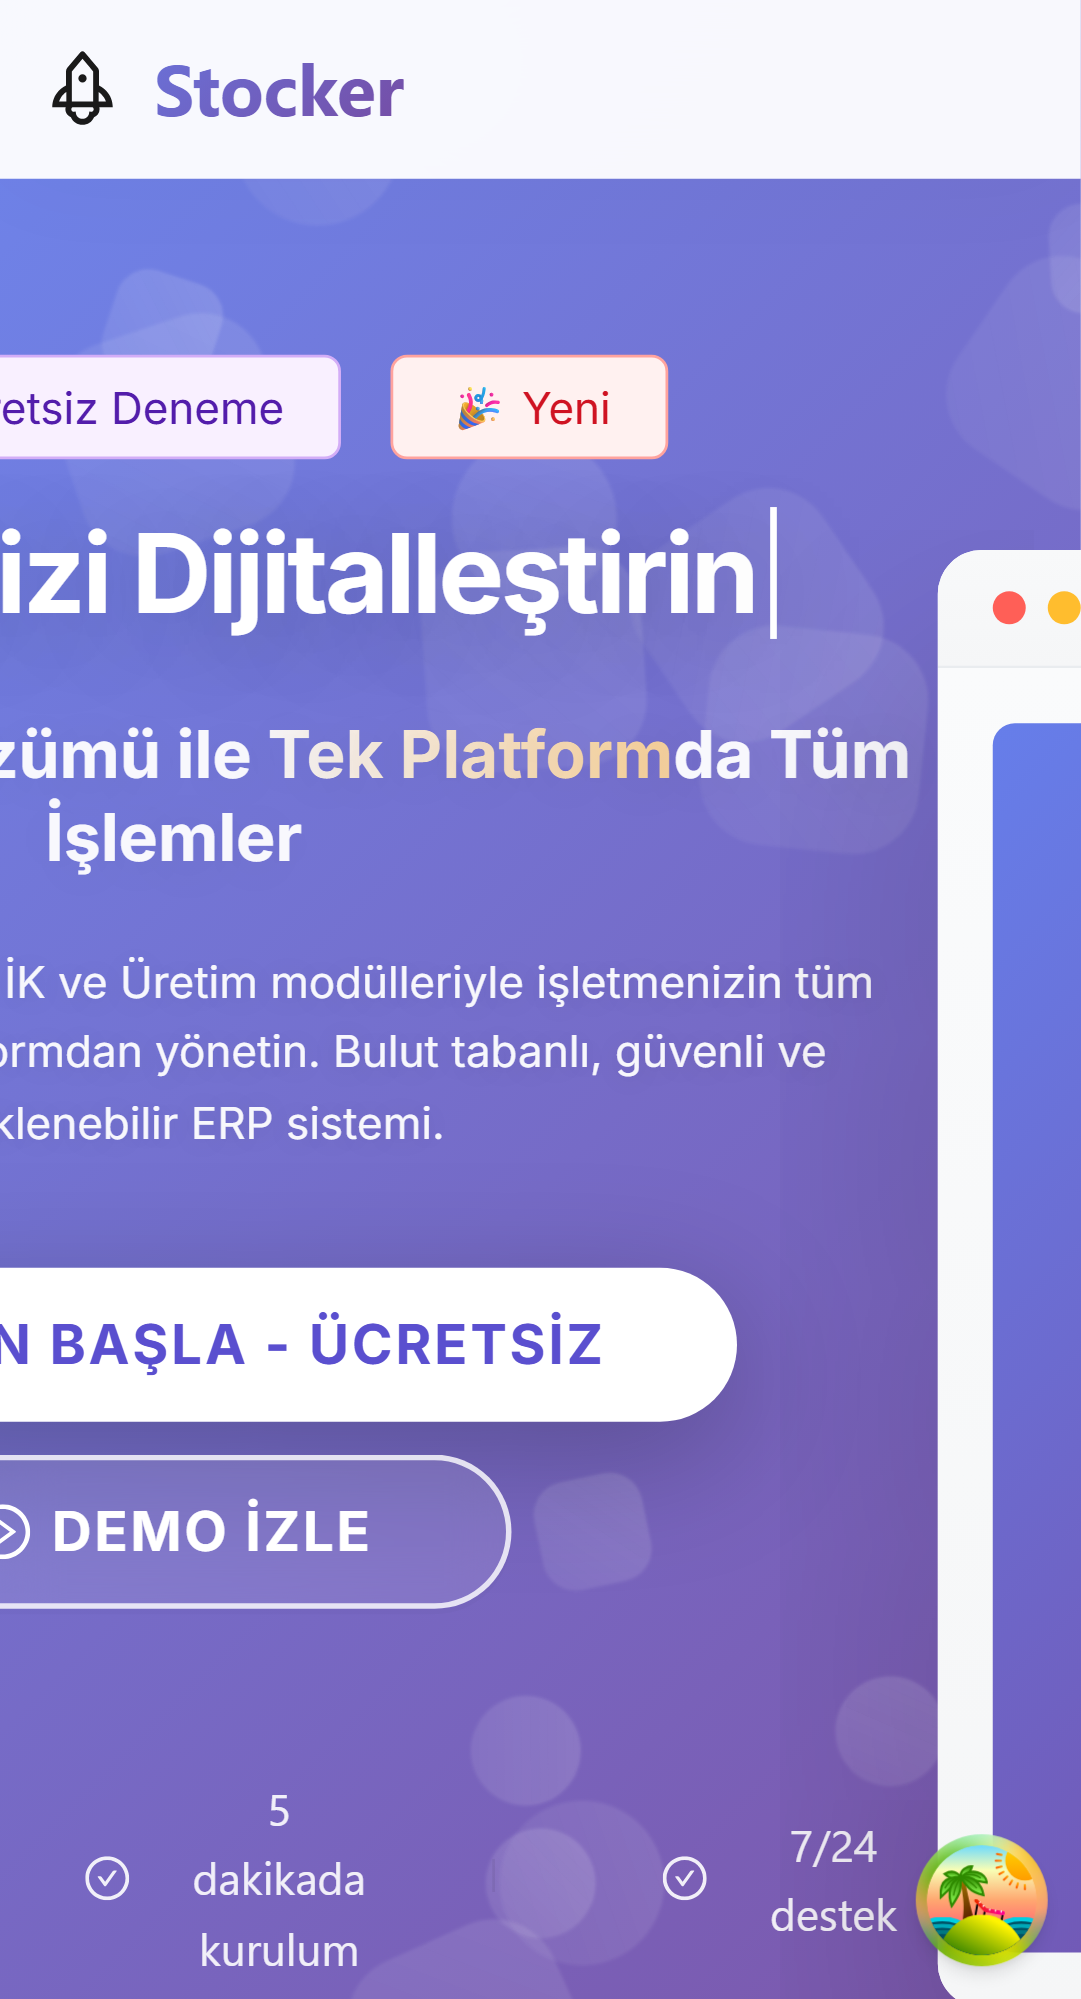 Stocker
etsiz Deneme
Yeni
izi Dijitalleştirin
zümü ile Tek Platformda Tüm
İşlemler
İK ve Üretim modülleriyle işletmenizin tüm
ormdan yönetin. Bulut tabanlı, güvenli ve
klenebilir ERP sistemi.
N BAŞLA - ÜCRETSİZ
DEMO İZLE
5
dakikada
kurulum
7/24
destek